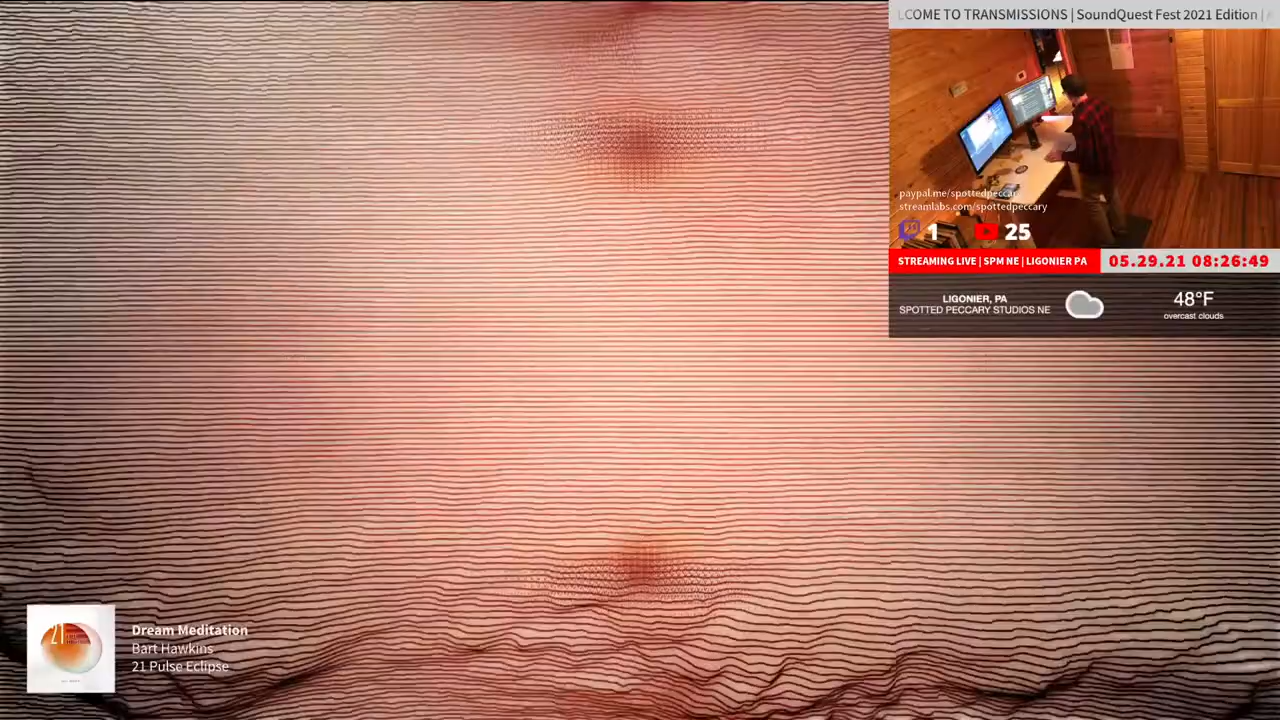 LCOME TO TRANSMISSIONS | SoundQuest Fest 2021 Edition |
paypal.me/spottedpeccary
streamlabs.com/spottedpeccary
1 25
STREAMING LIVE | SPM NE | LIGONIER PA 05.29.21 08:26:49
LIGONIER, PA
SPOTTED PECCARY STUDIOS NE
48°F
overcast clouds
21
Dream Meditation
Bart Hawkins
21 Pulse Eclipse